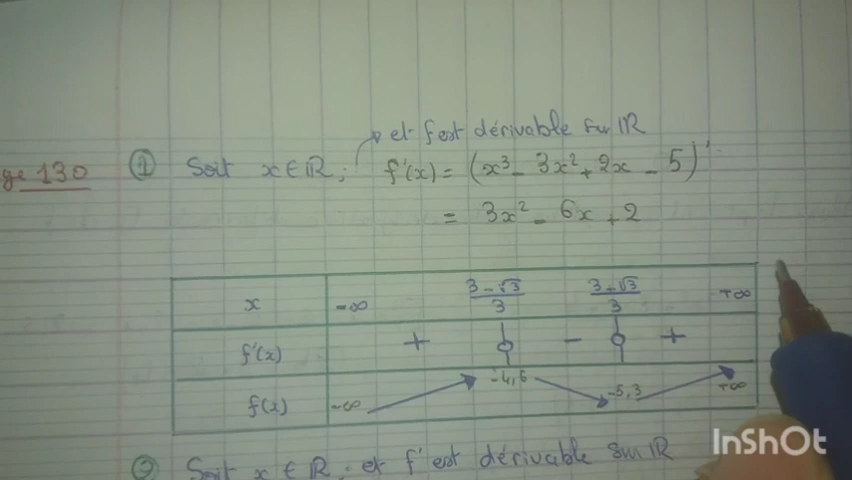 et f est dérivable sur ℝ
ge 130 ① Soit x ∈ ℝ, f'(x) = (x³ - 3x² + 2x - 5)'
= 3x² - 6x + 2
x -∞ (3-√3)/3 (3+√3)/3 +∞
f'(x) + 0 - 0 +
f(x) -∞ -4,6 -5,3 +∞
② Soit x ∈ ℝ, et f' est dérivable sur ℝ
InShOt